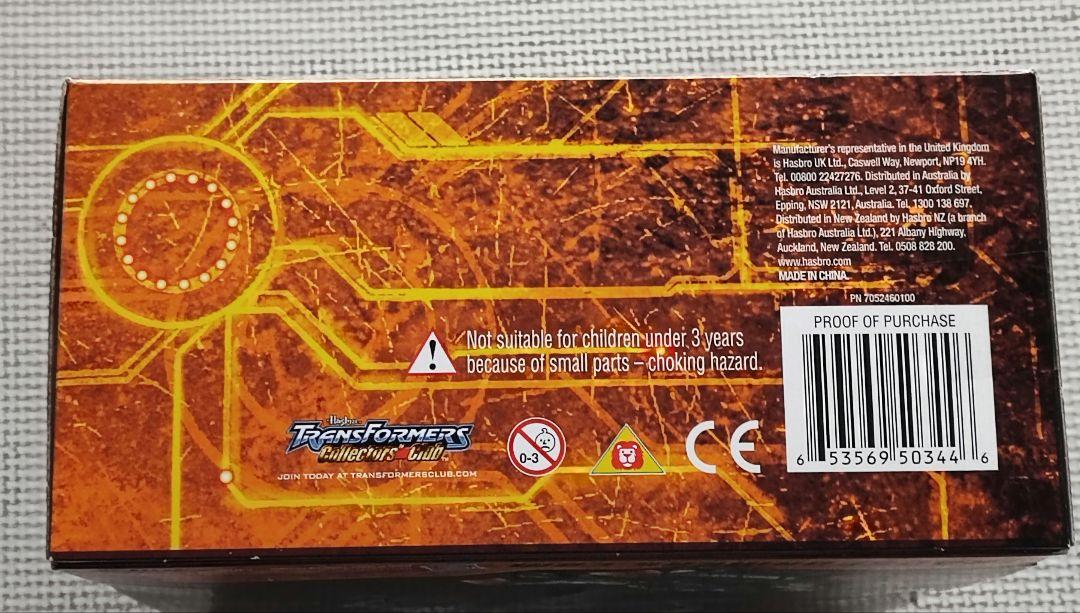 Manufacturer's representative in the United Kingdom
is Hasbro UK Ltd., Caswell Way, Newport, NP19 4YH.
Tel. 00800 22427276. Distributed in Australia by
Hasbro Australia Ltd., Level 2, 37-41 Oxford Street,
Epping, NSW 2121, Australia. Tel. 1300 138 697.
Distributed in New Zealand by Hasbro NZ (a branch
of Hasbro Australia Ltd.), 221 Albany Highway,
Auckland, New Zealand. Tel. 0508 828 200.
www.hasbro.com
MADE IN CHINA.
PN 7052460100
PROOF OF PURCHASE
6 53569 50344 6
Not suitable for children under 3 years
because of small parts – choking hazard.
Hasbro
TRANSFORMERS
Collectors' Club™
JOIN TODAY AT TRANSFORMERSCLUB.COM
0-3
CE